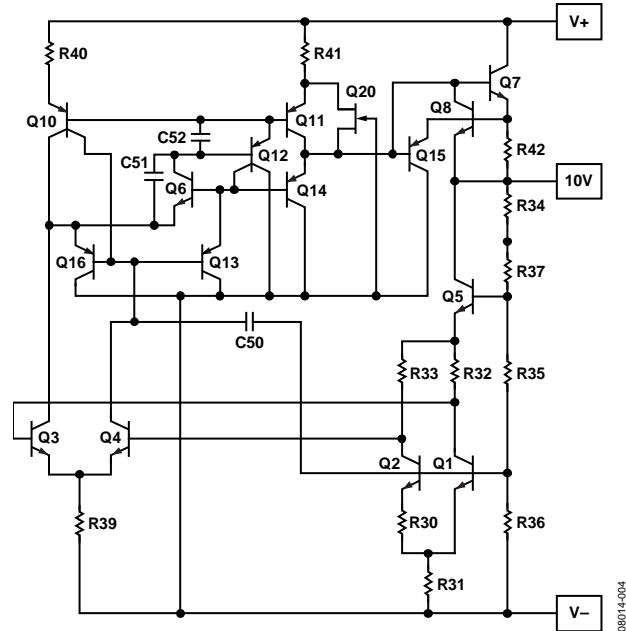 V+
R40
R41
Q20
Q7
Q8
Q10
Q11
C52
Q12
Q15
R42
C51
Q6
Q14
10V
R34
Q16
Q13
R37
Q5
C50
R33
R32
R35
Q3
Q4
Q2
Q1
R39
R30
R36
R31
V–
08014-004